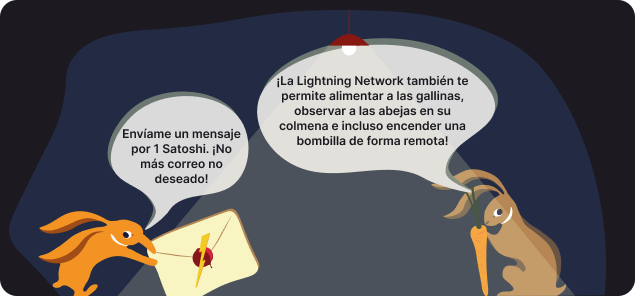 Envíame un mensaje
por 1 Satoshi. ¡No
más correo no
deseado!
¡La Lightning Network también te
permite alimentar a las gallinas,
observar a las abejas en su
colmena e incluso encender una
bombilla de forma remota!